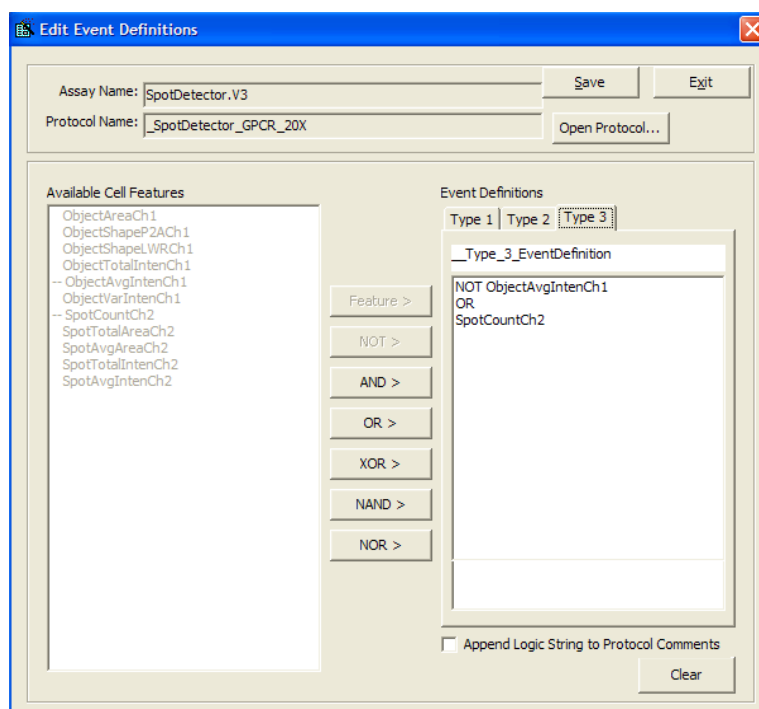 Edit Event Definitions
Assay Name: SpotDetector.V3
Save
Exit
Protocol Name: _SpotDetector_GPCR_20X
Open Protocol...
Available Cell Features
ObjectAreaCh1
ObjectShapeP2ACh1
ObjectShapeLWRCh1
ObjectTotalIntenCh1
-- ObjectAvgIntenCh1
ObjectVarIntenCh1
-- SpotCountCh2
SpotTotalAreaCh2
SpotAvgAreaCh2
SpotTotalIntenCh2
SpotAvgIntenCh2
Feature >
NOT >
AND >
OR >
XOR >
NAND >
NOR >
Event Definitions
Type 1 Type 2 Type 3
__Type_3_EventDefinition
NOT ObjectAvgIntenCh1
OR
SpotCountCh2
Append Logic String to Protocol Comments
Clear